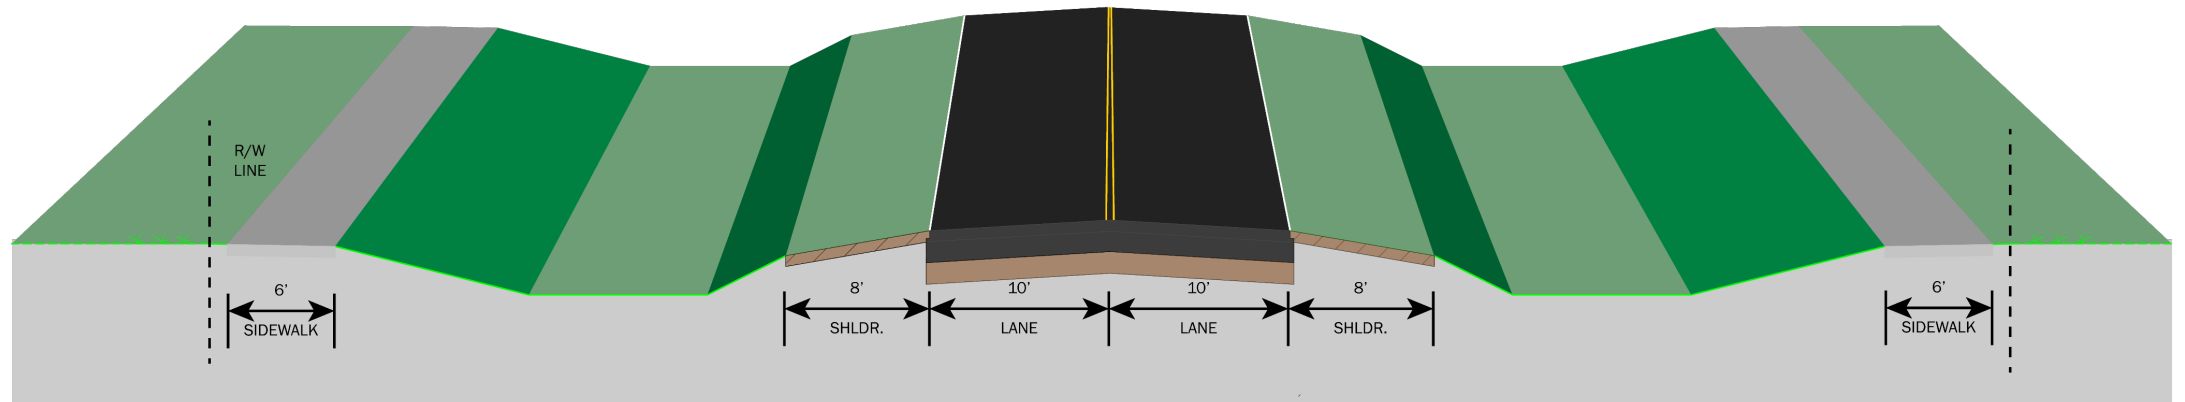 R/W
LINE
6’
SIDEWALK
8’
SHLDR.
10’
LANE
10’
LANE
8’
SHLDR.
6’
SIDEWALK